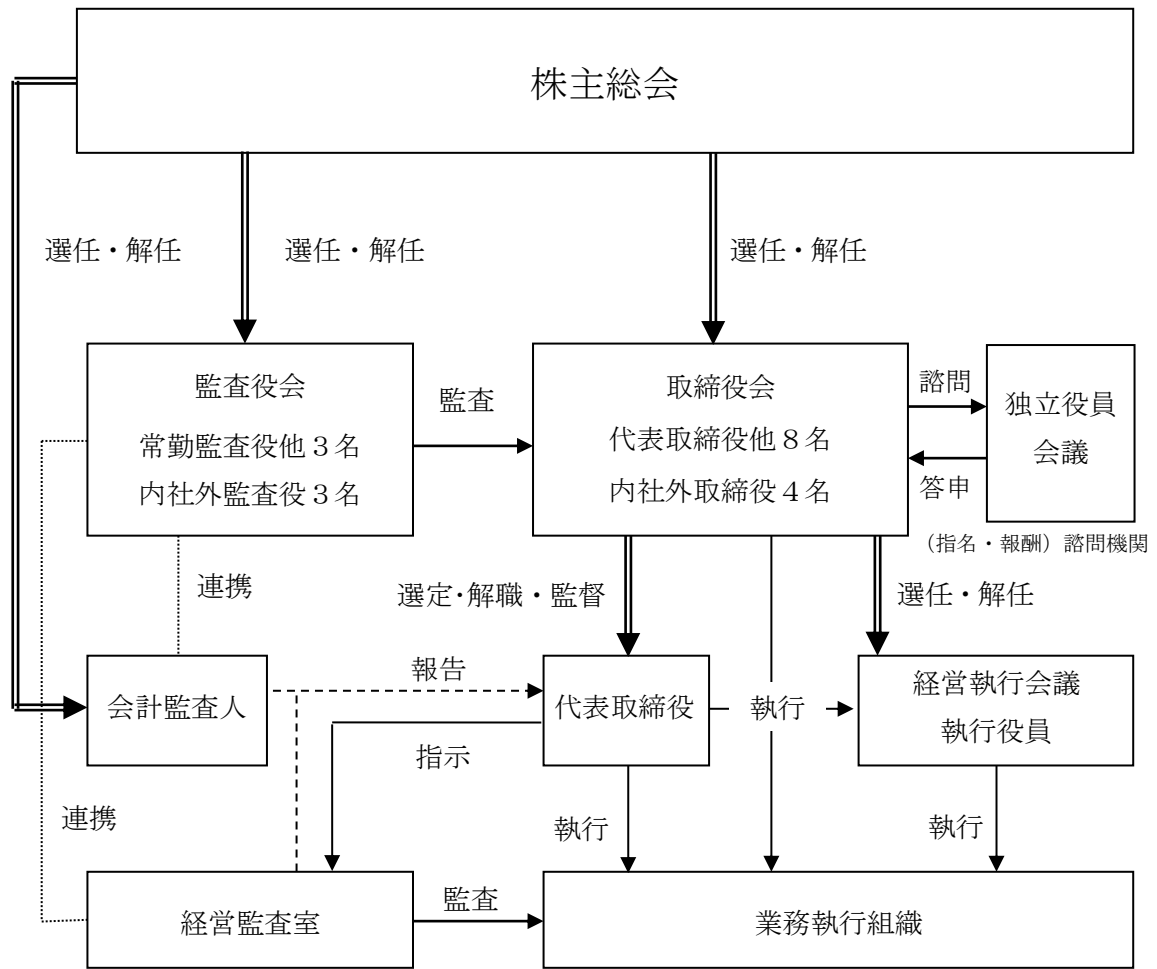 株主総会
選任・解任
選任・解任
選任・解任
監査役会
常勤監査役他３名
内社外監査役３名
監査
取締役会
代表取締役他８名
内社外取締役４名
諮問
答申
独立役員
会議
（指名・報酬）諮問機関
連携
選定・解職・監督
選任・解任
会計監査人
報告
指示
代表取締役
執行
経営執行会議
執行役員
連携
執行
執行
経営監査室
監査
業務執行組織